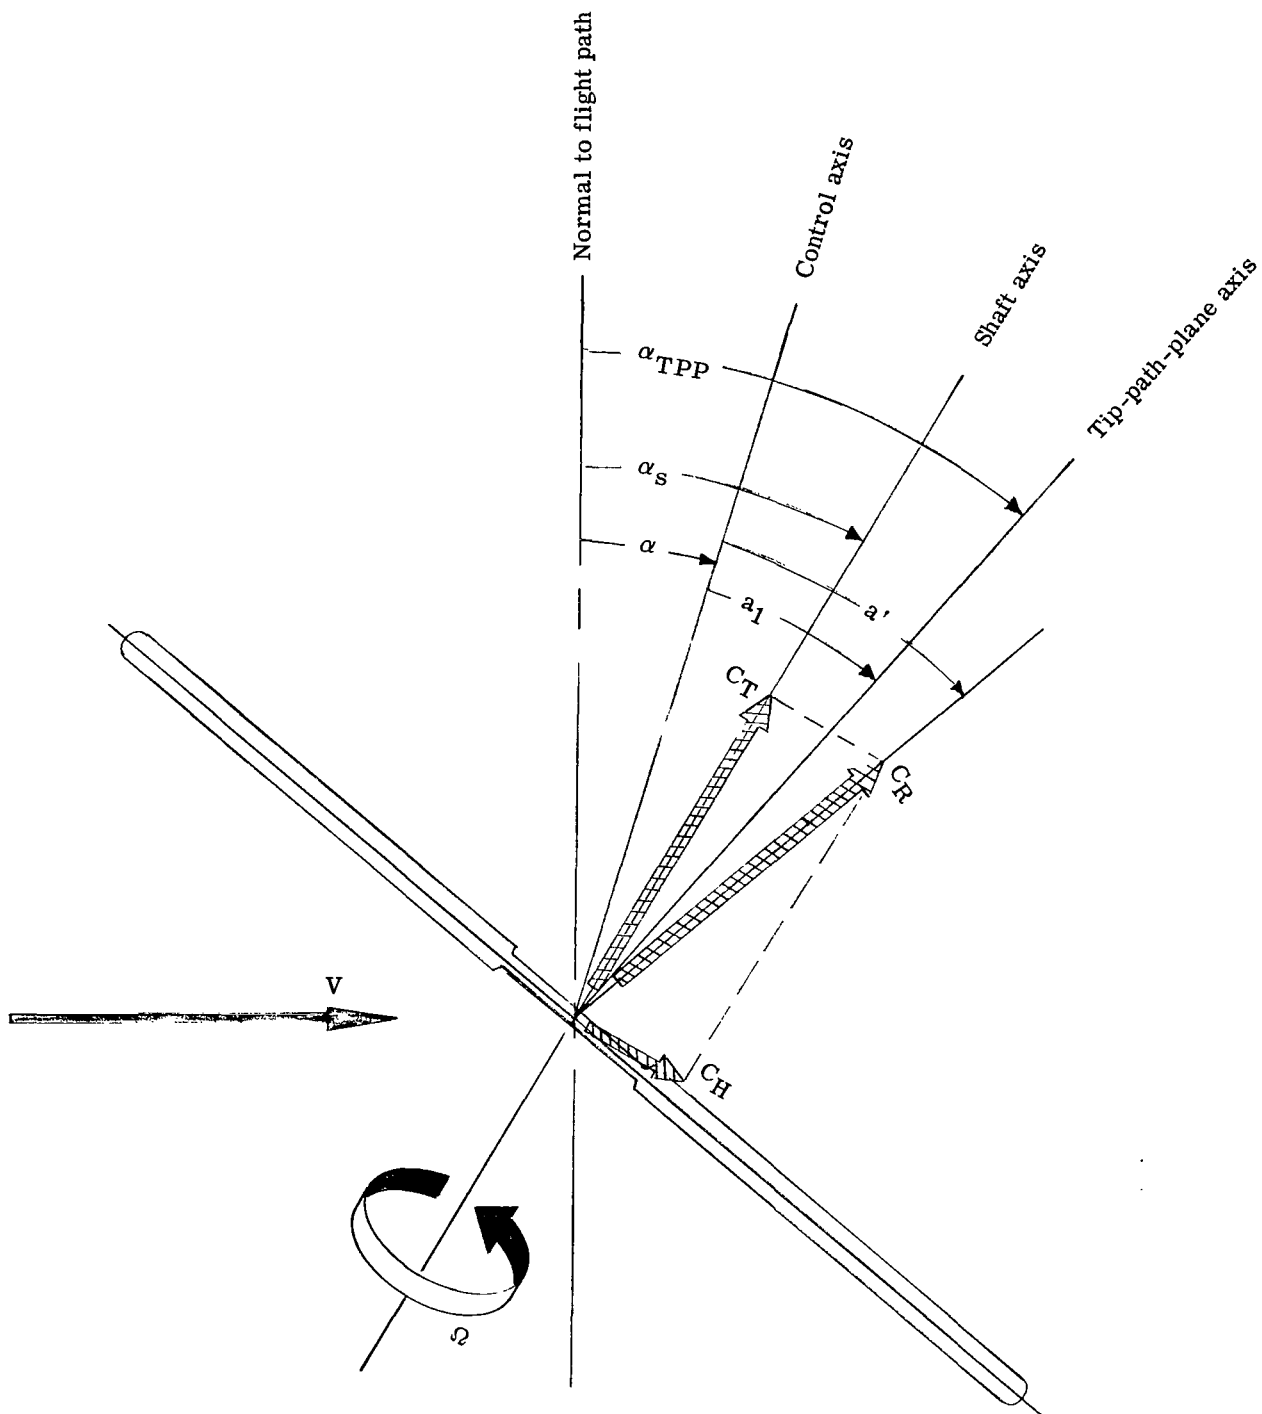 Normal to flight path
Control axis
Shaft axis
Tip-path-plane axis
α_TPP
α_s
α
a_1
a'
C_T
C_R
V
C_H
Ω